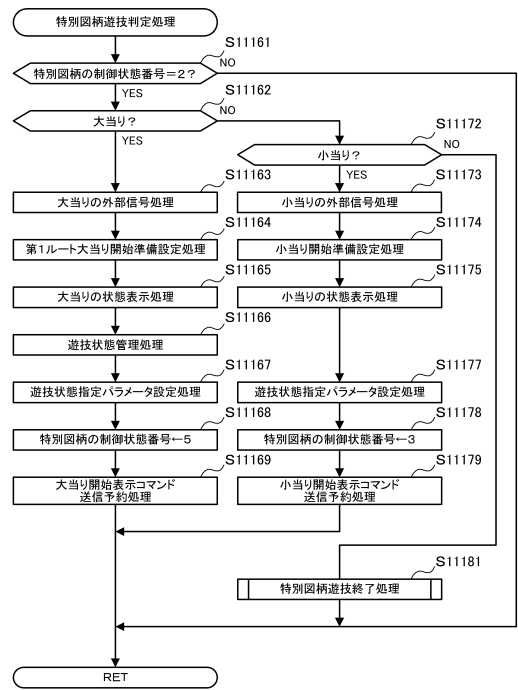 特別図柄遊技判定処理
S11161
特別図柄の制御状態番号＝2？
NO
YES
S11162
大当り？
NO
YES
S11172
小当り？
NO
YES
S11163
大当りの外部信号処理
S11173
小当りの外部信号処理
S11164
第１ルート大当り開始準備設定処理
S11174
小当り開始準備設定処理
S11165
大当りの状態表示処理
S11175
小当りの状態表示処理
S11166
遊技状態管理処理
S11167
遊技状態指定パラメータ設定処理
S11177
遊技状態指定パラメータ設定処理
S11168
特別図柄の制御状態番号←5
S11178
特別図柄の制御状態番号←3
S11169
大当り開始表示コマンド
送信予約処理
S11179
小当り開始表示コマンド
送信予約処理
S11181
特別図柄遊技終了処理
RET